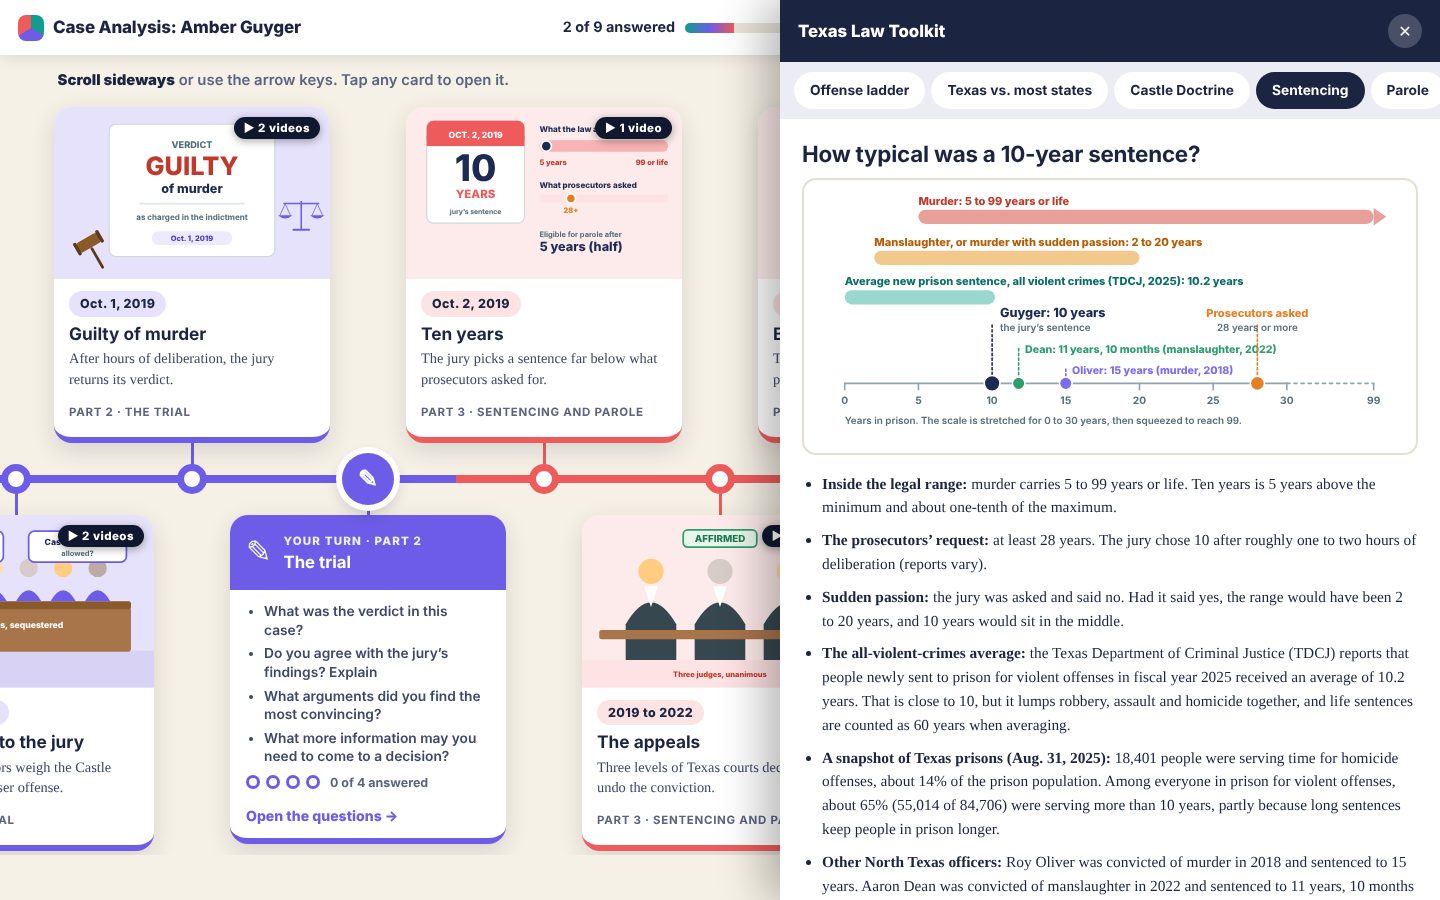 Case Analysis: Amber Guyger
2 of 9 answered
Scroll sideways or use the arrow keys. Tap any card to open it.
▶ 2 videos
VERDICT
GUILTY
of murder
as charged in the indictment
Oct. 1, 2019
Oct. 1, 2019
Guilty of murder
After hours of deliberation, the jury
returns its verdict.
PART 2 · THE TRIAL
▶ 1 video
OCT. 2, 2019
10
YEARS
jury's sentence
What the law
5 years
99 or life
What prosecutors asked
28+
Eligible for parole after
5 years (half)
Oct. 2, 2019
Ten years
The jury picks a sentence far below what
prosecutors asked for.
PART 3 · SENTENCING AND PAROLE
▶ 2 videos
allowed?
s, sequestered
to the jury
rs weigh the Castle
ser offense.
AL
YOUR TURN · PART 2
The trial
• What was the verdict in this
case?
• Do you agree with the jury's
findings? Explain
• What arguments did you find the
most convincing?
• What more information may you
need to come to a decision?
0 of 4 answered
Open the questions →
AFFIRMED
Three judges, unanimous
2019 to 2022
The appeals
Three levels of Texas courts dec
undo the conviction.
PART 3 · SENTENCING AND PA
Texas Law Toolkit
✕
Offense ladder
Texas vs. most states
Castle Doctrine
Sentencing
Parole
How typical was a 10-year sentence?
Murder: 5 to 99 years or life
Manslaughter, or murder with sudden passion: 2 to 20 years
Average new prison sentence, all violent crimes (TDCJ, 2025): 10.2 years
Guyger: 10 years
the jury's sentence
Prosecutors asked
28 years or more
Dean: 11 years, 10 months (manslaughter, 2022)
Oliver: 15 years (murder, 2018)
0 5 10 15 20 25 30 99
Years in prison. The scale is stretched for 0 to 30 years, then squeezed to reach 99.
• Inside the legal range: murder carries 5 to 99 years or life. Ten years is 5 years above the
minimum and about one-tenth of the maximum.
• The prosecutors’ request: at least 28 years. The jury chose 10 after roughly one to two hours of
deliberation (reports vary).
• Sudden passion: the jury was asked and said no. Had it said yes, the range would have been 2
to 20 years, and 10 years would sit in the middle.
• The all-violent-crimes average: the Texas Department of Criminal Justice (TDCJ) reports that
people newly sent to prison for violent offenses in fiscal year 2025 received an average of 10.2
years. That is close to 10, but it lumps robbery, assault and homicide together, and life sentences
are counted as 60 years when averaging.
• A snapshot of Texas prisons (Aug. 31, 2025): 18,401 people were serving time for homicide
offenses, about 14% of the prison population. Among everyone in prison for violent offenses,
about 65% (55,014 of 84,706) were serving more than 10 years, partly because long sentences
keep people in prison longer.
• Other North Texas officers: Roy Oliver was convicted of murder in 2018 and sentenced to 15
years. Aaron Dean was convicted of manslaughter in 2022 and sentenced to 11 years, 10 months